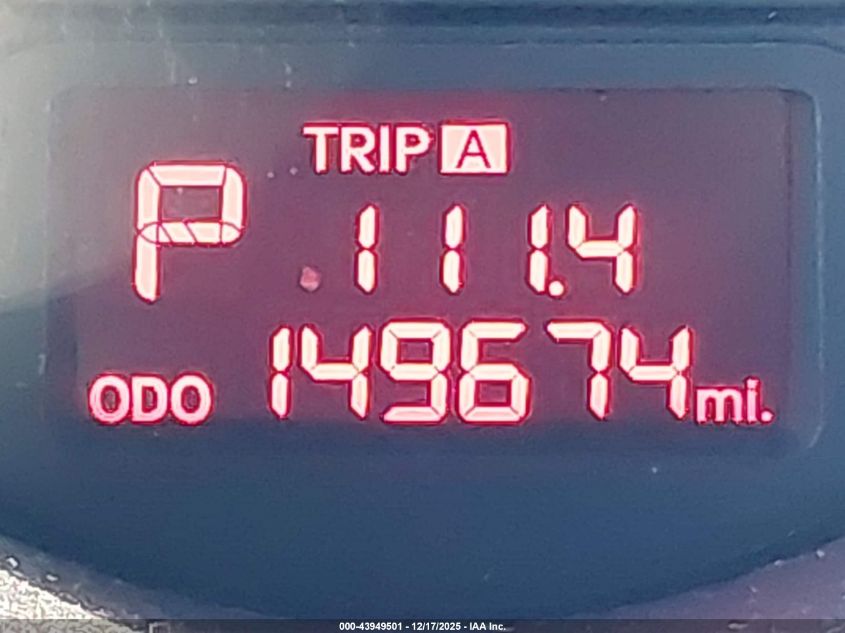 TRIP A
P 111.4
ODO 149674 mi.
000-43949501 - 12/17/2025 - IAA Inc.